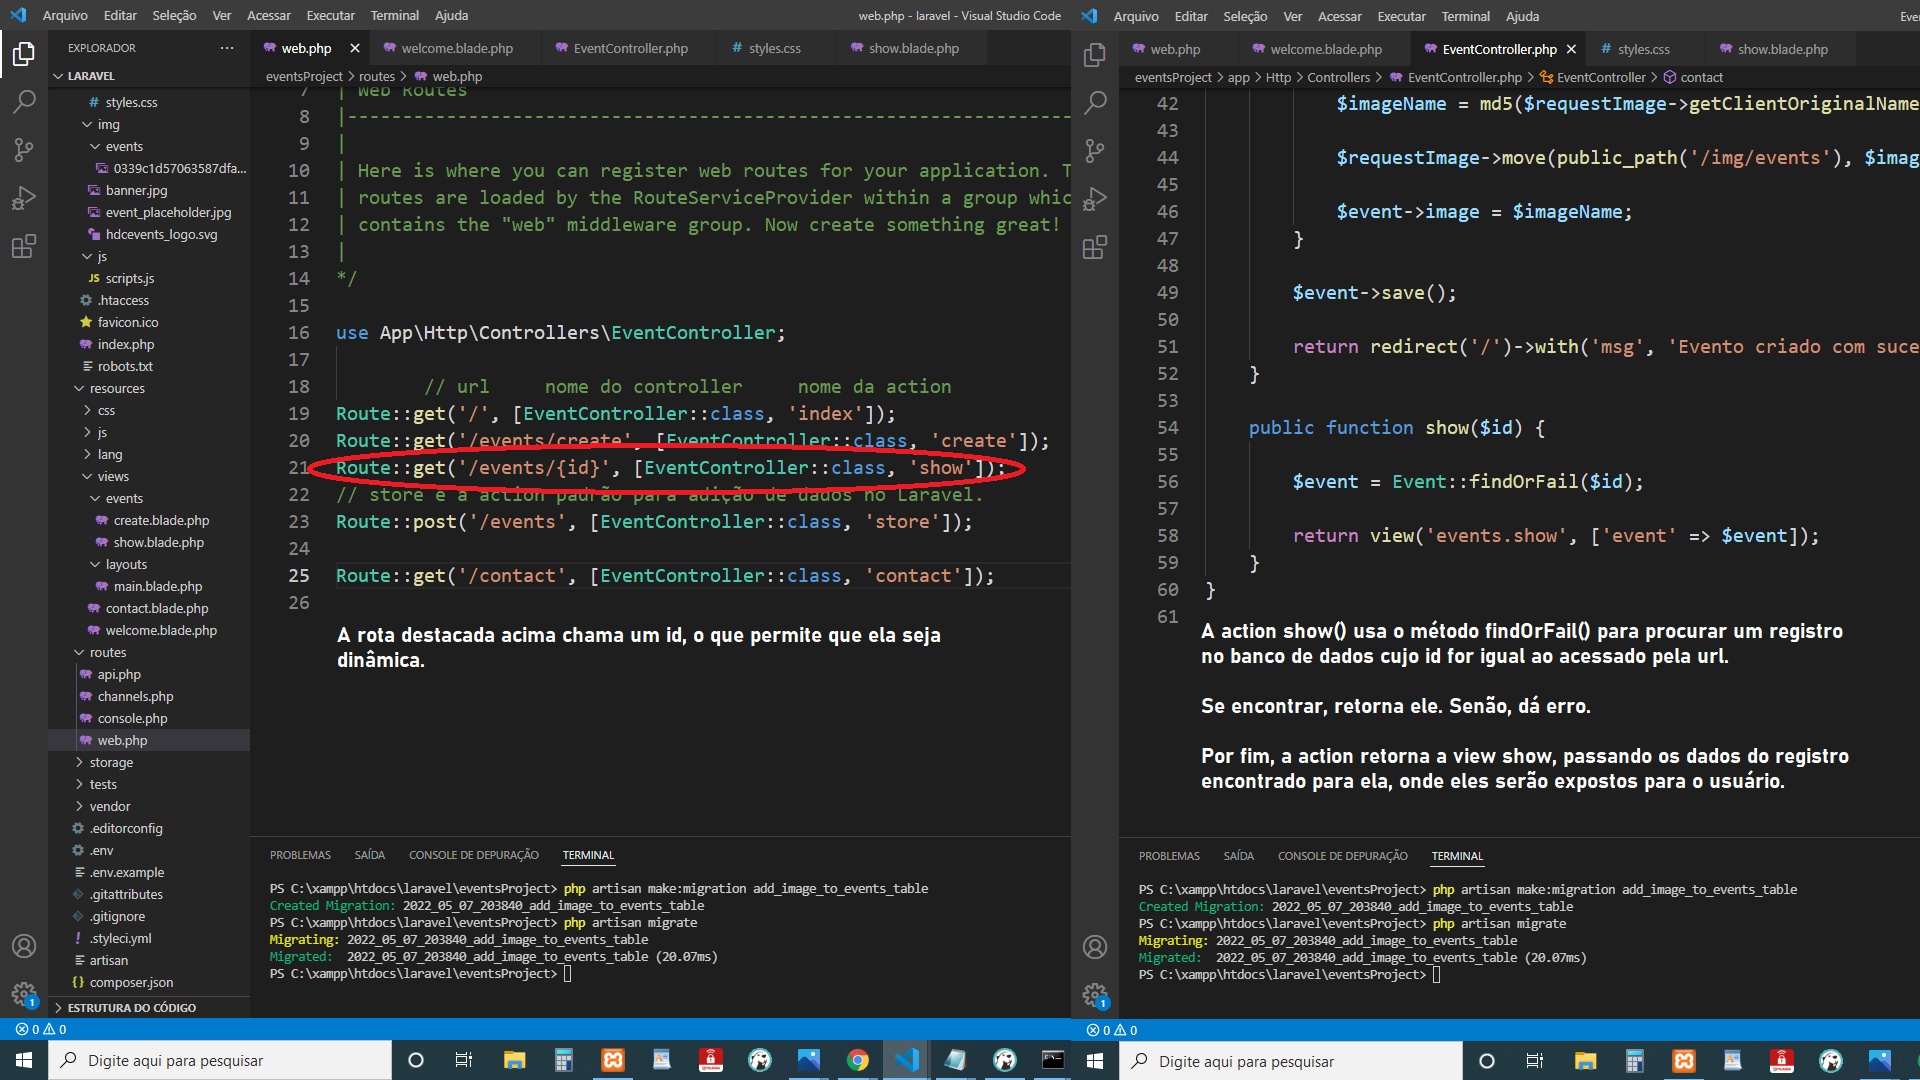 Arquivo Editar Seleção Ver Acessar Executar Terminal Ajuda
web.php - laravel - Visual Studio Code
EXPLORADOR
LARAVEL
# styles.css
img
events
0339c1d57063587dfa...
banner.jpg
event_placeholder.jpg
hdcevents_logo.svg
js
JS scripts.js
.htaccess
favicon.ico
index.php
robots.txt
resources
css
js
lang
views
events
create.blade.php
show.blade.php
layouts
main.blade.php
contact.blade.php
welcome.blade.php
routes
api.php
channels.php
console.php
web.php
storage
tests
vendor
.editorconfig
.env
.env.example
.gitattributes
.gitignore
! .styleci.yml
artisan
{} composer.json
ESTRUTURA DO CÓDIGO
1
0 0
web.php welcome.blade.php EventController.php # styles.css show.blade.php
eventsProject > routes > web.php
7 | Web Routes
8 |--------------------------------------------------------------------
9 |
10 | Here is where you can register web routes for your application. T
11 | routes are loaded by the RouteServiceProvider within a group whic
12 | contains the "web" middleware group. Now create something great!
13 |
14 */
15
16 use App\Http\Controllers\EventController;
17
18 // url nome do controller nome da action
19 Route::get('/', [EventController::class, 'index']);
20 Route::get('/events/create', [EventController::class, 'create']);
21 Route::get('/events/{id}', [EventController::class, 'show']);
22 // store e a action padrão para adição de dados no Laravel.
23 Route::post('/events', [EventController::class, 'store']);
24
25 Route::get('/contact', [EventController::class, 'contact']);
26
A rota destacada acima chama um id, o que permite que ela seja
dinâmica.
PROBLEMAS SAÍDA CONSOLE DE DEPURAÇÃO TERMINAL
PS C:\xampp\htdocs\laravel\eventsProject> php artisan make:migration add_image_to_events_table
Created Migration: 2022_05_07_203840_add_image_to_events_table
PS C:\xampp\htdocs\laravel\eventsProject> php artisan migrate
Migrating: 2022_05_07_203840_add_image_to_events_table
Migrated:  2022_05_07_203840_add_image_to_events_table (20.07ms)
PS C:\xampp\htdocs\laravel\eventsProject>
Digite aqui para pesquisar
Arquivo Editar Seleção Ver Acessar Executar Terminal Ajuda
web.php welcome.blade.php EventController.php # styles.css show.blade.php
eventsProject > app > Http > Controllers > EventController.php > EventController > contact
42 $imageName = md5($requestImage->getClientOriginalName
43
44 $requestImage->move(public_path('/img/events'), $imag
45
46 $event->image = $imageName;
47 }
48
49 $event->save();
50
51 return redirect('/')->with('msg', 'Evento criado com suce
52 }
53
54 public function show($id) {
55
56 $event = Event::findOrFail($id);
57
58 return view('events.show', ['event' => $event]);
59 }
60 }
61
A action show() usa o método findOrFail() para procurar um registro
no banco de dados cujo id for igual ao acessado pela url.
Se encontrar, retorna ele. Senão, dá erro.
Por fim, a action retorna a view show, passando os dados do registro
encontrado para ela, onde eles serão expostos para o usuário.
PROBLEMAS SAÍDA CONSOLE DE DEPURAÇÃO TERMINAL
PS C:\xampp\htdocs\laravel\eventsProject> php artisan make:migration add_image_to_events_table
Created Migration: 2022_05_07_203840_add_image_to_events_table
PS C:\xampp\htdocs\laravel\eventsProject> php artisan migrate
Migrating: 2022_05_07_203840_add_image_to_events_table
Migrated:  2022_05_07_203840_add_image_to_events_table (20.07ms)
PS C:\xampp\htdocs\laravel\eventsProject>
1
0 0
Digite aqui para pesquisar